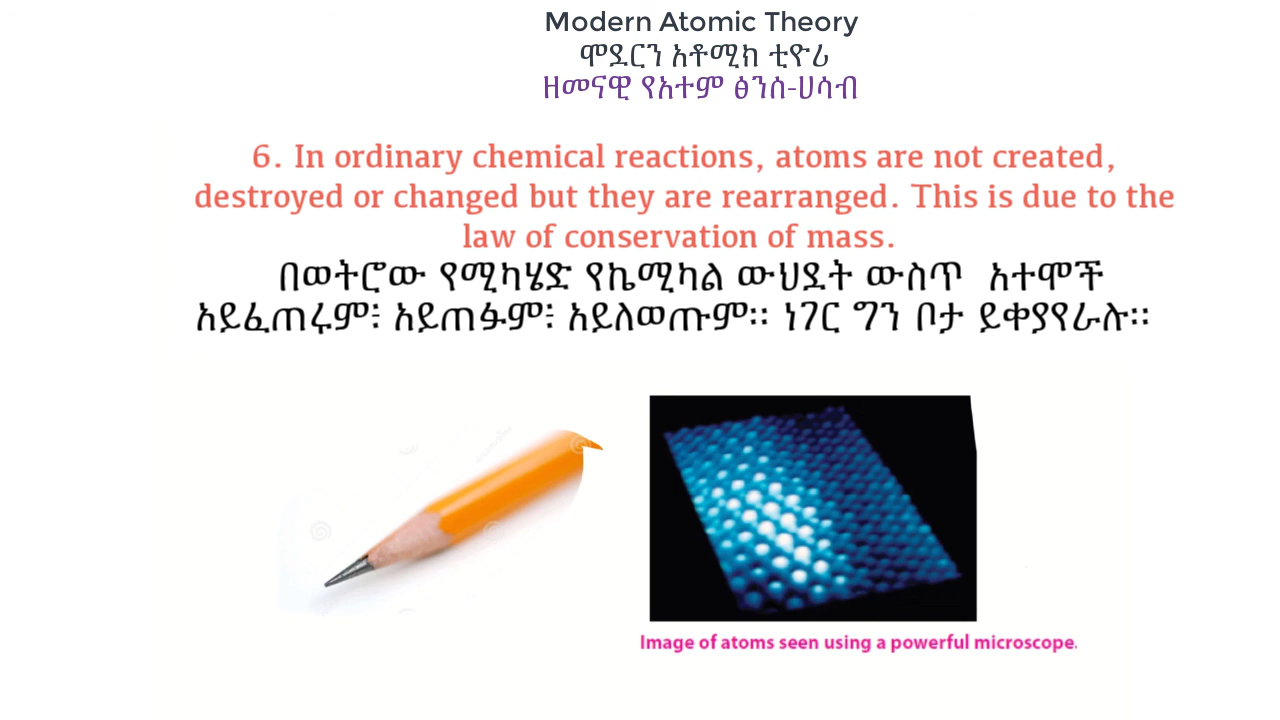 Modern Atomic Theory
ሞደርን አቶሚክ ቲዮሪ
ዘመናዊ የአተም ፅንሰ-ሀሳብ
6. In ordinary chemical reactions, atoms are not created,
destroyed or changed but they are rearranged. This is due to the
law of conservation of mass.
በወትሮው የሚካሄድ የኬሚካል ውህደት ውስጥ አተሞች
አይፈጠሩም፤ አይጠፉም፤ አይለወጡም። ነገር ግን ቦታ ይቀያየራሉ።
Image of atoms seen using a powerful microscope.